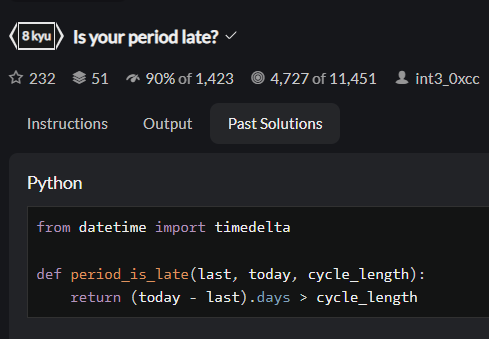 8 kyu Is your period late?
232 51 90% of 1,423 4,727 of 11,451 int3_0xcc
Instructions Output Past Solutions
Python
from datetime import timedelta
def period_is_late(last, today, cycle_length):
    return (today - last).days > cycle_length